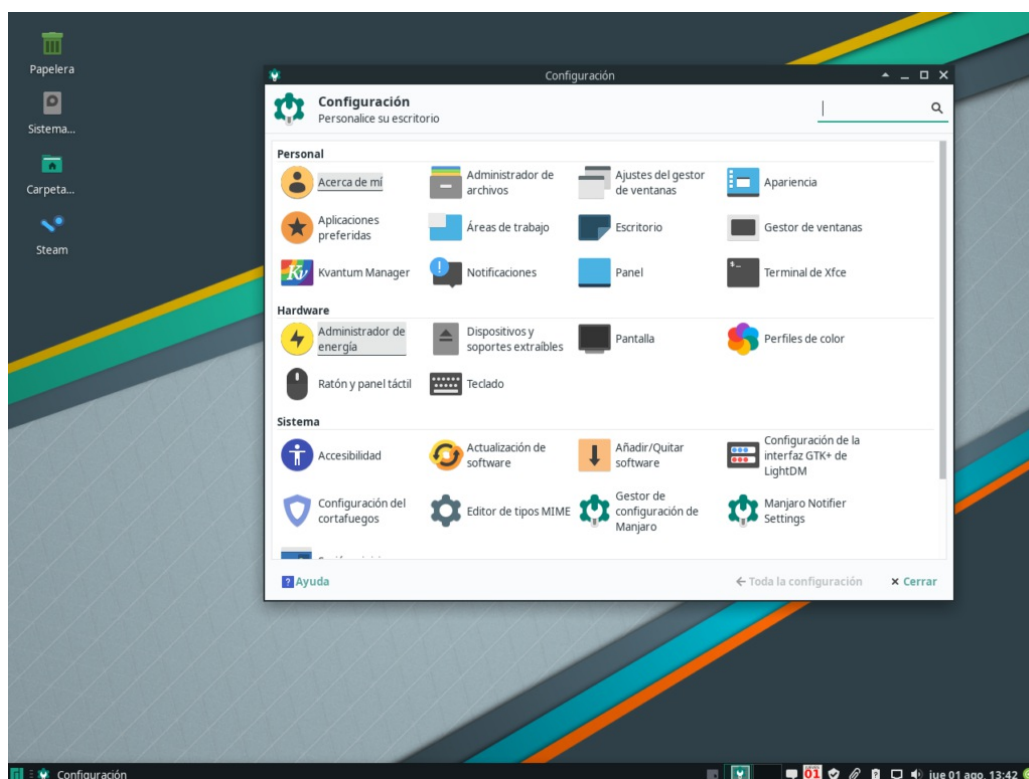 Papelera
Sistema...
Carpeta...
Steam
Configuración
Configuración
Personalice su escritorio
Personal
Acerca de mí
Administrador de
archivos
Ajustes del gestor
de ventanas
Apariencia
Aplicaciones
preferidas
Áreas de trabajo
Escritorio
Gestor de ventanas
Kv
Kvantum Manager
Notificaciones
Panel
$_
Terminal de Xfce
Hardware
Administrador de
energía
Dispositivos y
soportes extraíbles
Pantalla
Perfiles de color
Ratón y panel táctil
Teclado
Sistema
Accesibilidad
Actualización de
software
Añadir/Quitar
software
Configuración de la
interfaz GTK+ de
LightDM
Configuración del
cortafuegos
Editor de tipos MIME
Gestor de
configuración de
Manjaro
Manjaro Notifier
Settings
? Ayuda
← Toda la configuración
× Cerrar
Configuración
01
jue 01 ago, 13:42